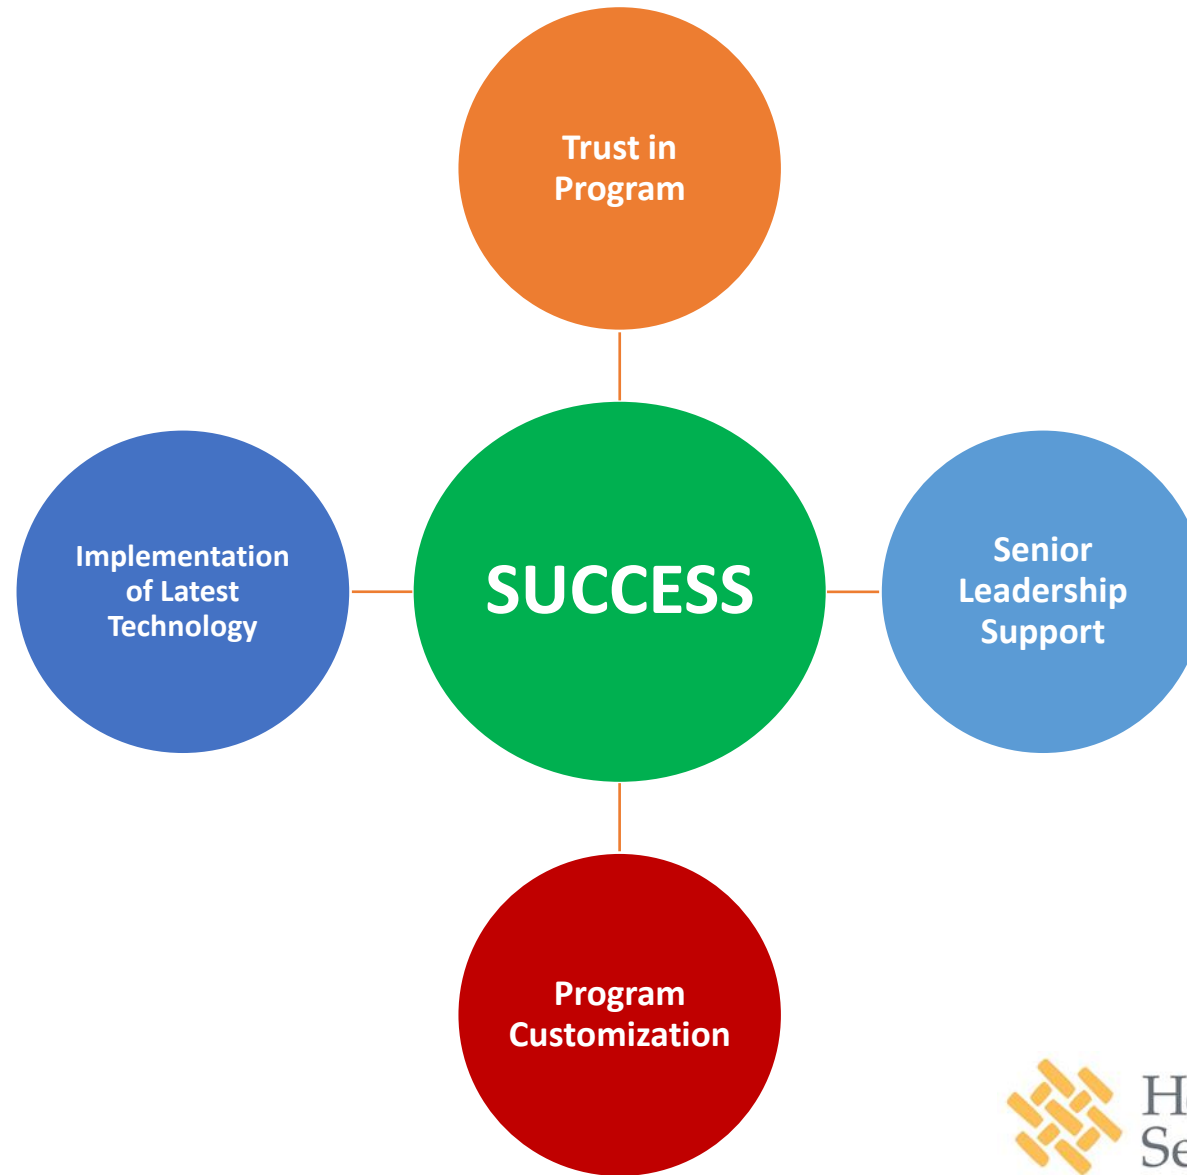 Trust in
Program
Implementation
of Latest
Technology
SUCCESS
Senior
Leadership
Support
Program
Customization